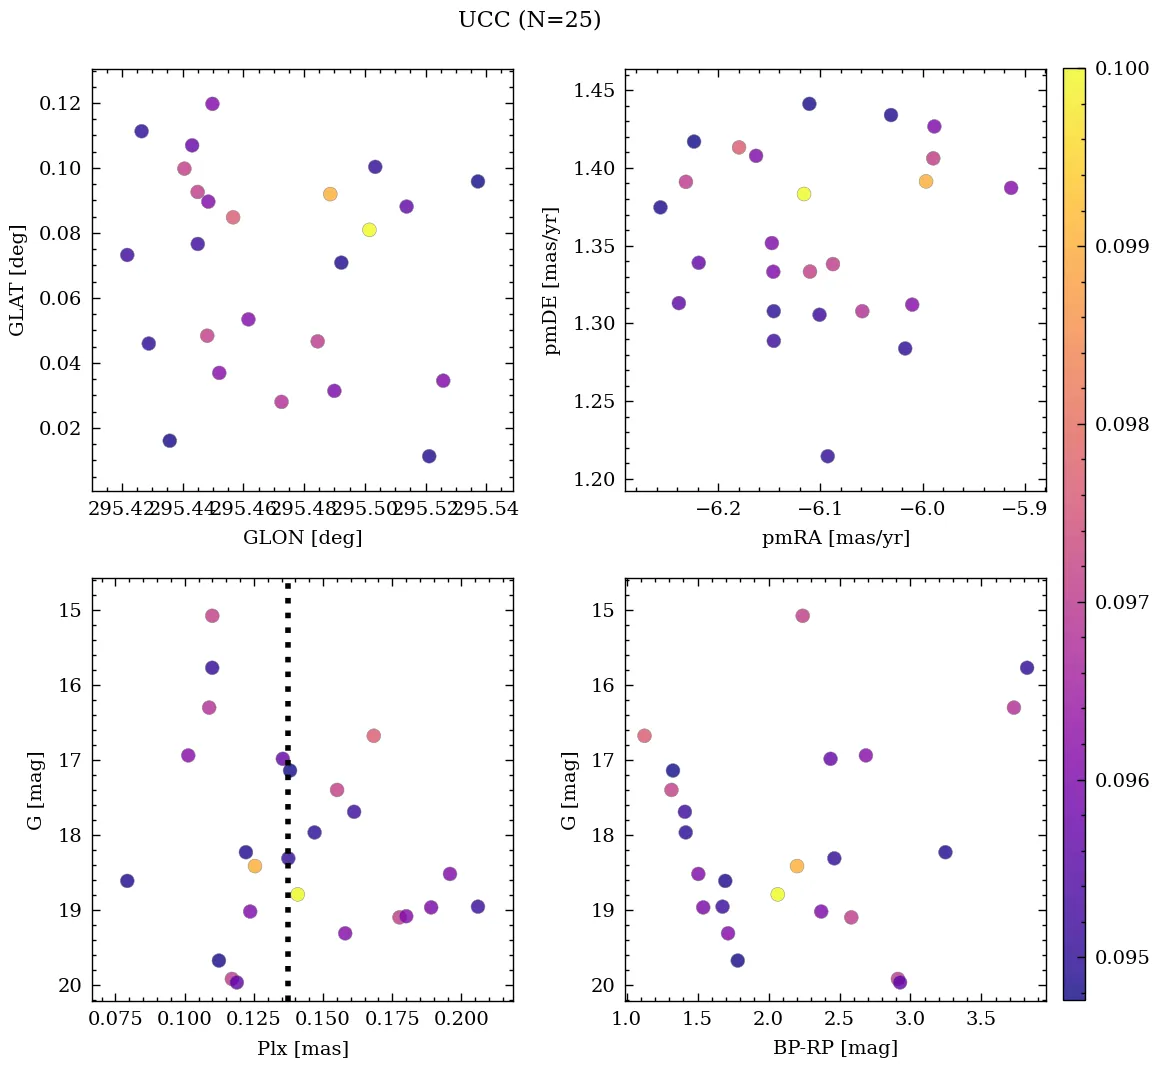 UCC (N=25)
0.12
0.10
0.08
0.06
0.04
0.02
GLAT [deg]
295.42 295.44 295.46 295.48 295.50 295.52 295.54
GLON [deg]
1.45
1.40
1.35
1.30
1.25
1.20
pmDE [mas/yr]
−6.2 −6.1 −6.0 −5.9
pmRA [mas/yr]
15
16
17
18
19
20
G [mag]
0.075 0.100 0.125 0.150 0.175 0.200
Plx [mas]
15
16
17
18
19
20
G [mag]
1.0 1.5 2.0 2.5 3.0 3.5
BP-RP [mag]
0.100
0.099
0.098
0.097
0.096
0.095